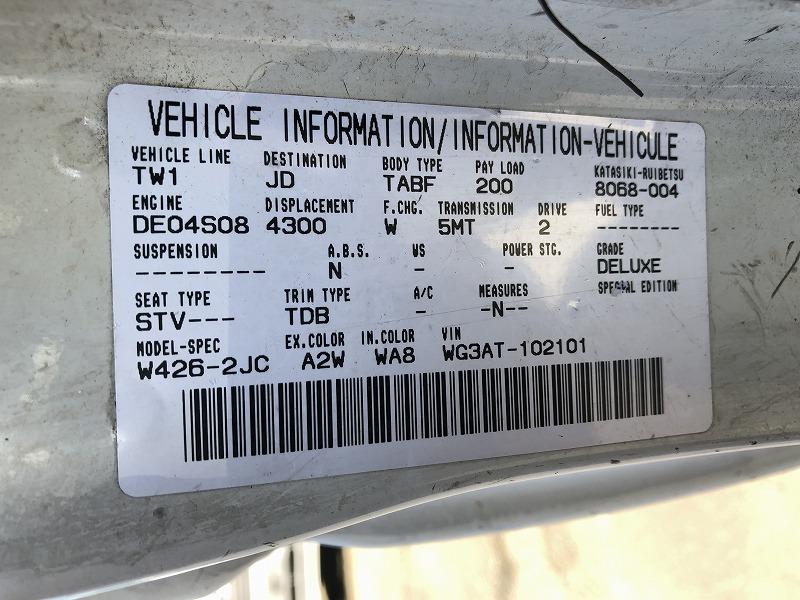 VEHICLE INFORMATION/INFORMATION-VÉHICULE
VEHICLE LINE DESTINATION BODY TYPE PAY LOAD KATASIKI-RUIBETSU
TW1 JD TABF 200 8068-004
ENGINE DISPLACEMENT F.CHG. TRANSMISSION DRIVE FUEL TYPE
DE04S08 4300 W 5MT 2 --------
SUSPENSION A.B.S. WS POWER STG. GRADE
--------- N - - DELUXE
SEAT TYPE TRIM TYPE A/C MEASURES SPECIAL EDITION
STV--- TDB - -N--
MODEL-SPEC EX.COLOR IN.COLOR VIN
W426-2JC A2W WA8 WG3AT-102101